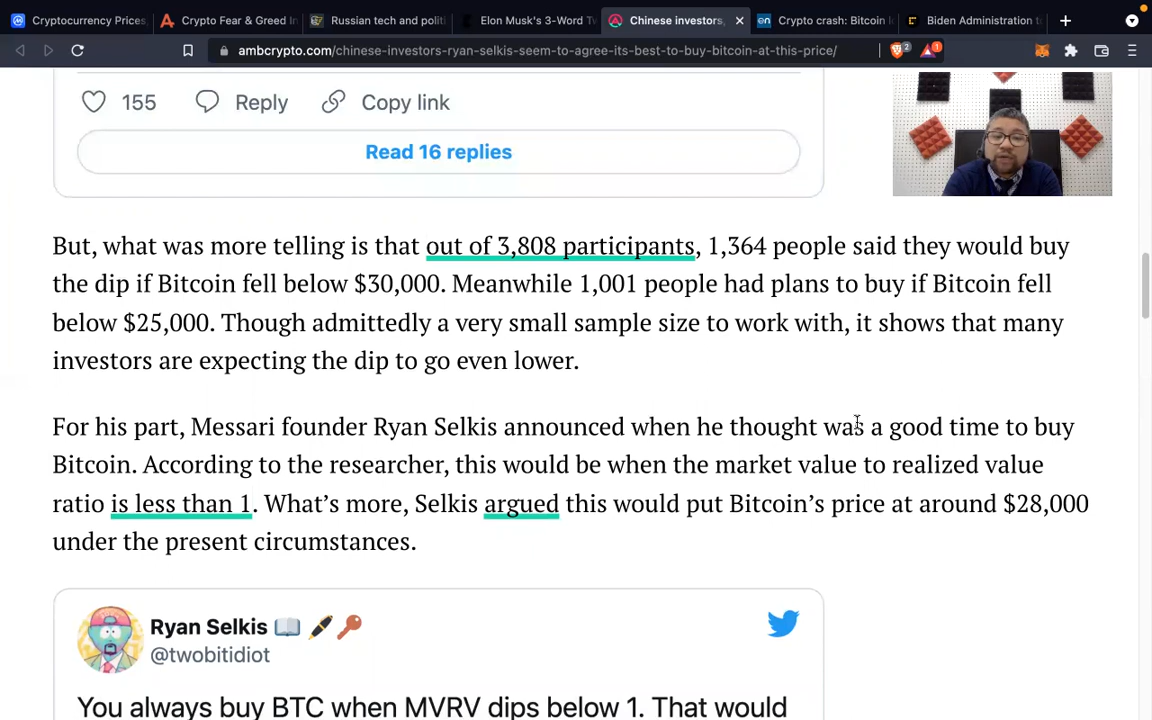 Cryptocurrency Prices,
Crypto Fear & Greed In
Russian tech and politi
Elon Musk's 3-Word Tw
Chinese investors,
Crypto crash: Bitcoin l
Biden Administration t
ambcrypto.com/chinese-investors-ryan-selkis-seem-to-agree-its-best-to-buy-bitcoin-at-this-price/
2
1
155 Reply Copy link
Read 16 replies
But, what was more telling is that out of 3,808 participants, 1,364 people said they would buy
the dip if Bitcoin fell below $30,000. Meanwhile 1,001 people had plans to buy if Bitcoin fell
below $25,000. Though admittedly a very small sample size to work with, it shows that many
investors are expecting the dip to go even lower.
For his part, Messari founder Ryan Selkis announced when he thought was a good time to buy
Bitcoin. According to the researcher, this would be when the market value to realized value
ratio is less than 1. What's more, Selkis argued this would put Bitcoin's price at around $28,000
under the present circumstances.
Ryan Selkis
@twobitidiot
You always buy BTC when MVRV dips below 1. That would